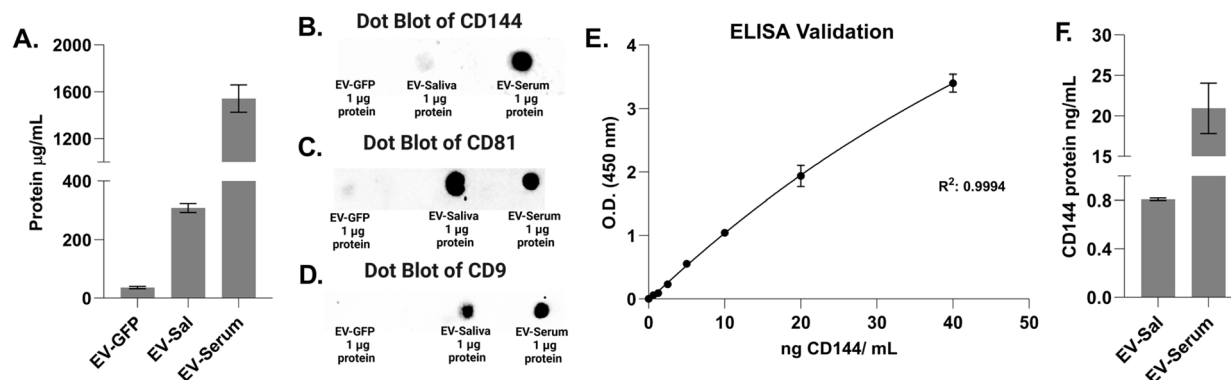 A.
Protein µg/mL
2000
1600
1200
400
200
0
EV-GFP
EV-Sal
EV-Serum
B.
Dot Blot of CD144
EV-GFP
1 µg
protein
EV-Saliva
1 µg
protein
EV-Serum
1 µg
protein
C.
Dot Blot of CD81
EV-GFP
1 µg
protein
EV-Saliva
1 µg
protein
EV-Serum
1 µg
protein
D.
Dot Blot of CD9
EV-GFP
1 µg
protein
EV-Saliva
1 µg
protein
EV-Serum
1 µg
protein
E.
ELISA Validation
O.D. (450 nm)
4
3
2
1
0
0
10
20
30
40
50
ng CD144/ mL
R²: 0.9994
F.
CD144 protein ng/mL
30
25
20
15
0.8
0.4
0.0
EV-Sal
EV-Serum